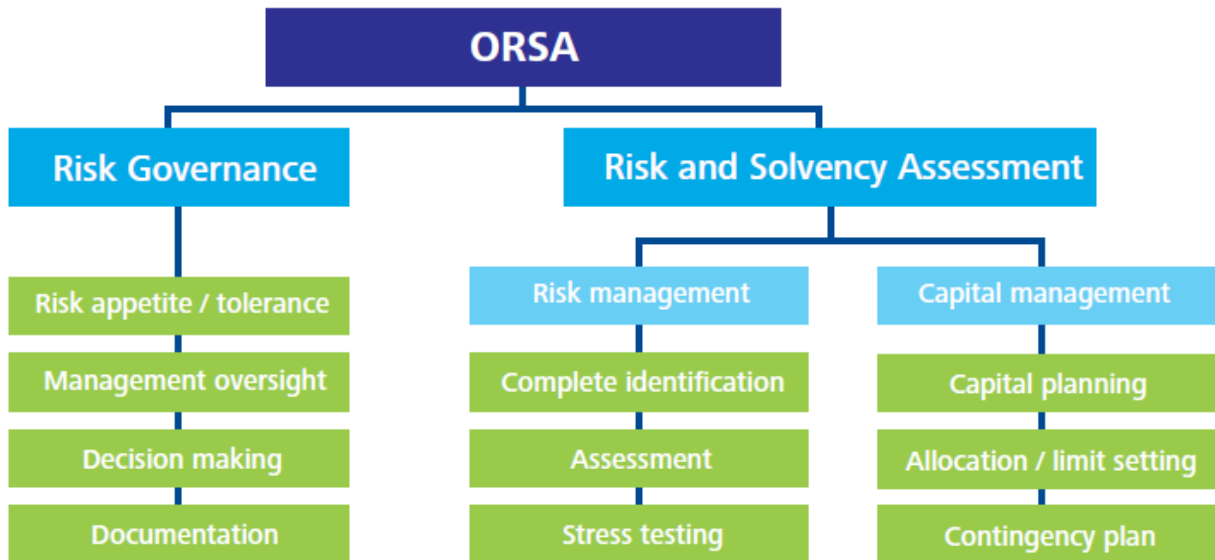 ORSA
Risk Governance
Risk and Solvency Assessment
Risk appetite / tolerance
Management oversight
Decision making
Documentation
Risk management
Complete identification
Assessment
Stress testing
Capital management
Capital planning
Allocation / limit setting
Contingency plan